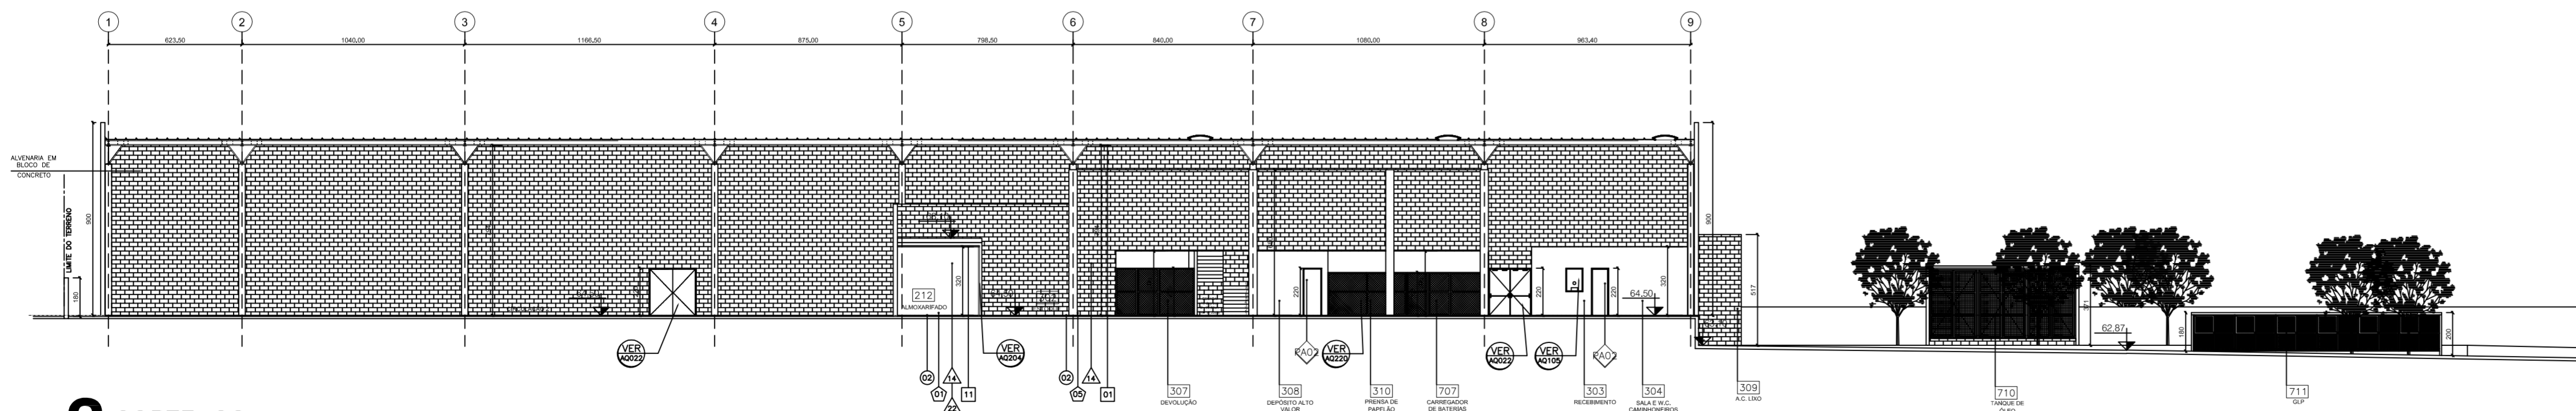 1 2 3 4 5 6 7 8 9
623,50 1040,00 1166,50 875,00 798,50 840,00 1080,00 963,40
ALVENARIA EM
BLOCO DE
CONCRETO
LIMITE DO TERRENO
900
180
VER
AQ022
212
ALMOXARIFADO
320
VER
AQ204
02
01
14
22
11
02
05
14
01
307
DEVOLUÇÃO
220
308
DEPÓSITO ALTO
VALOR
PA02
VER
AQ220
310
PRENSA DE
PAPELÃO
707
CARREGADOR
DE BATERIAS
VER
AQ022
220
VER
AQ105
303
RECEBIMENTO
PA02
220
64,50
320
304
SALA E W.C.
CAMINHONEIROS
900
517
309
A.C. LIXO
710
TANQUE DE
ÓLEO
371
62,87
180
711
GLP
200